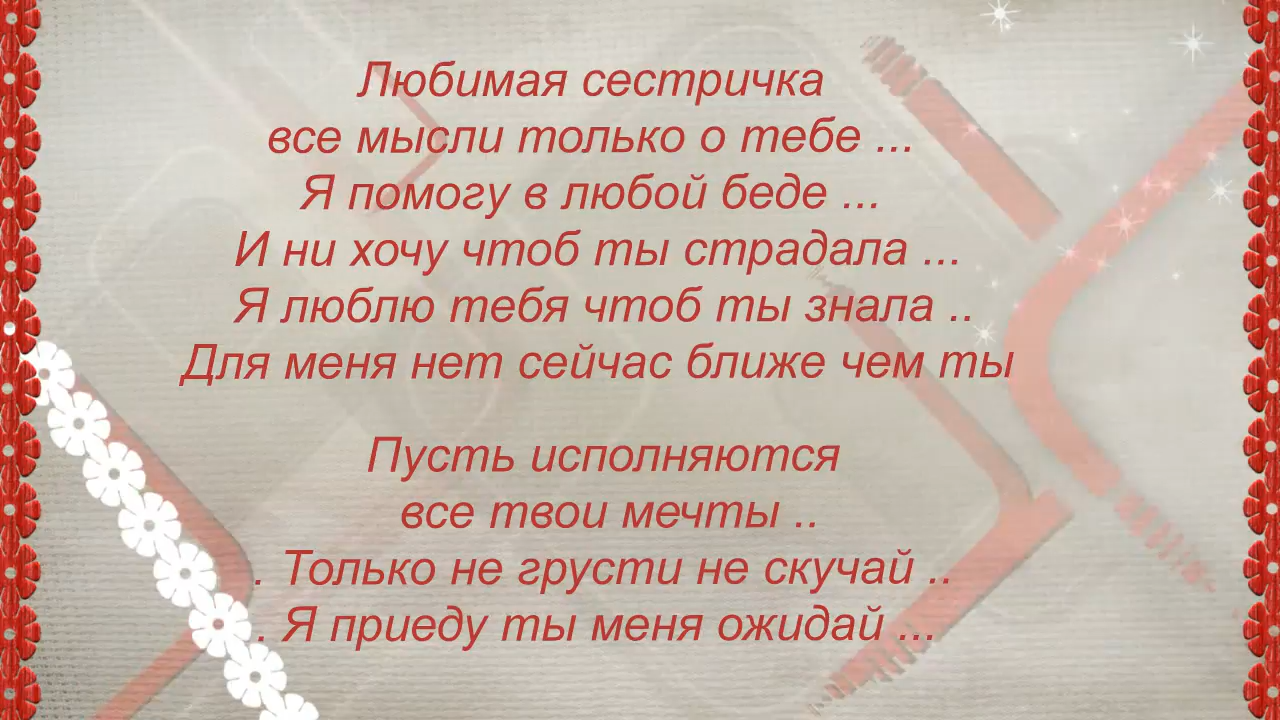 Любимая сестричка
все мысли только о тебе ...
Я помогу в любой беде ...
И ни хочу чтоб ты страдала ...
Я люблю тебя чтоб ты знала ..
Для меня нет сейчас ближе чем ты
Пусть исполняются
все твои мечты ..
. Только не грусти не скучай ..
. Я приеду ты меня ожидай ...